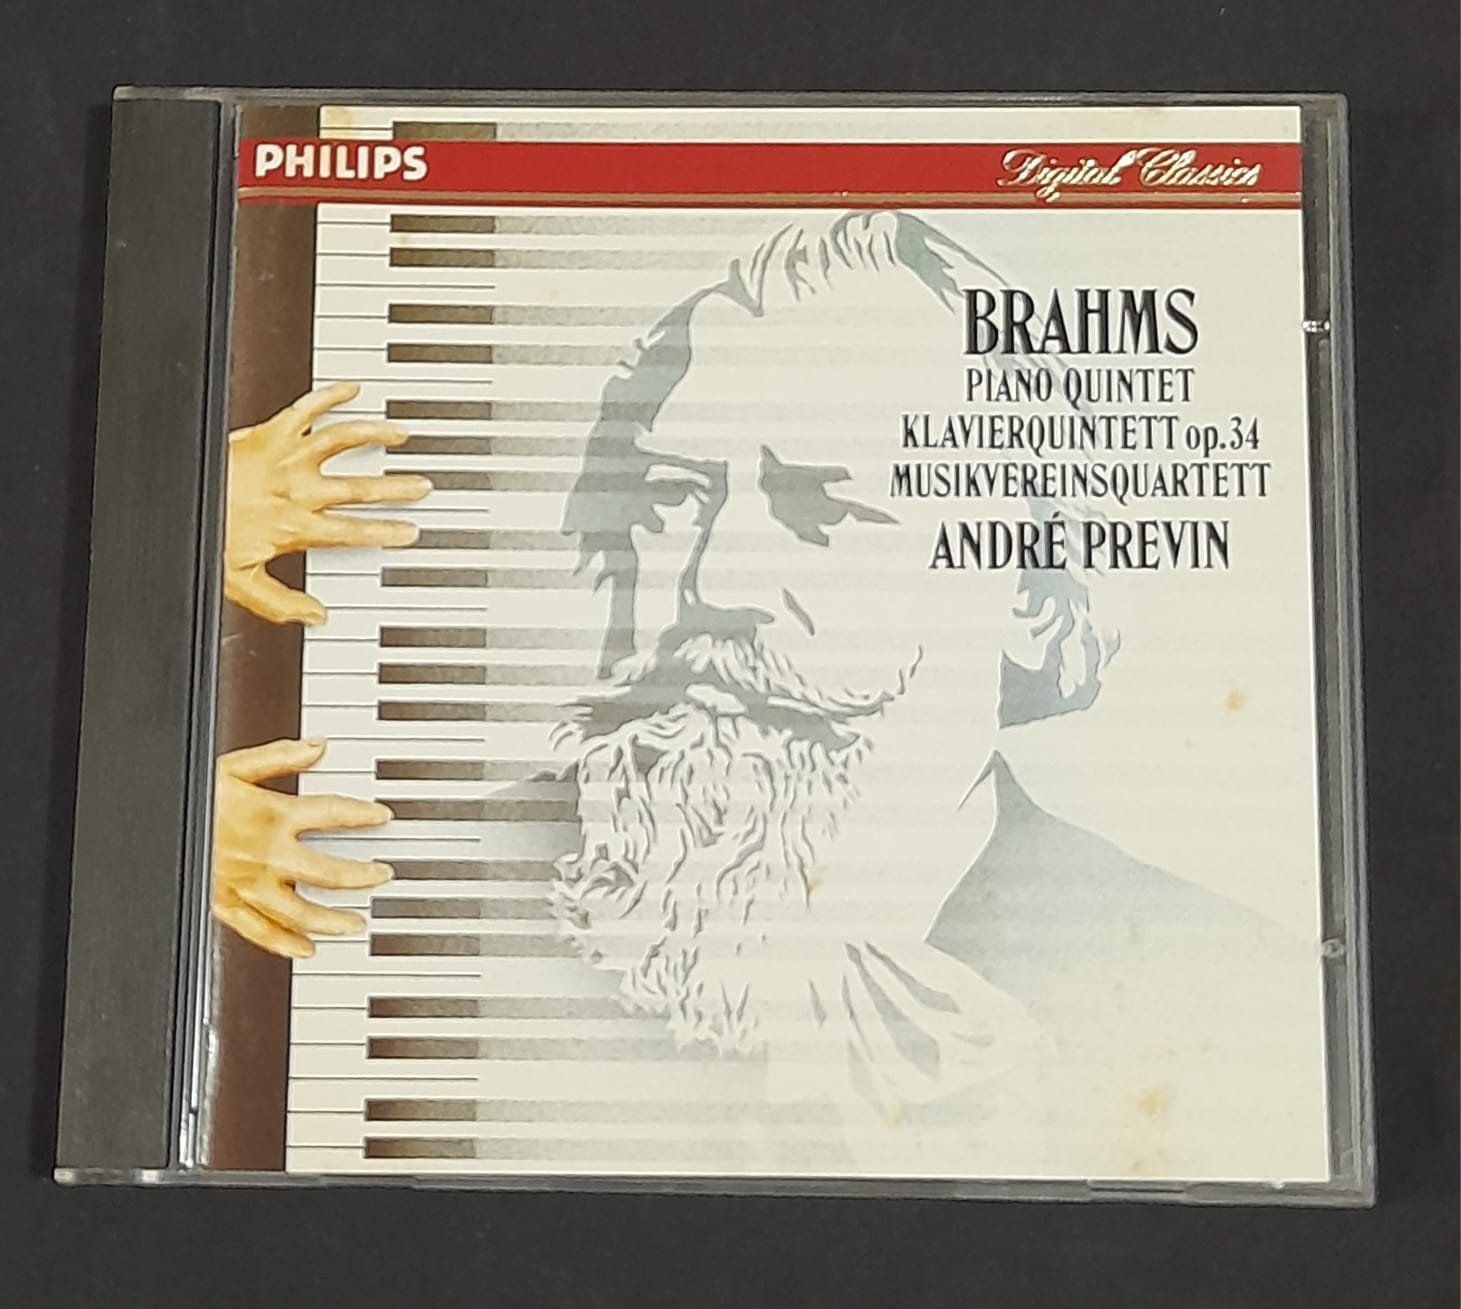 PHILIPS
Digital Classics
BRAHMS
PIANO QUINTET
KLAVIERQUINTETT op.34
MUSIKVEREINSQUARTETT
ANDRÉ PREVIN